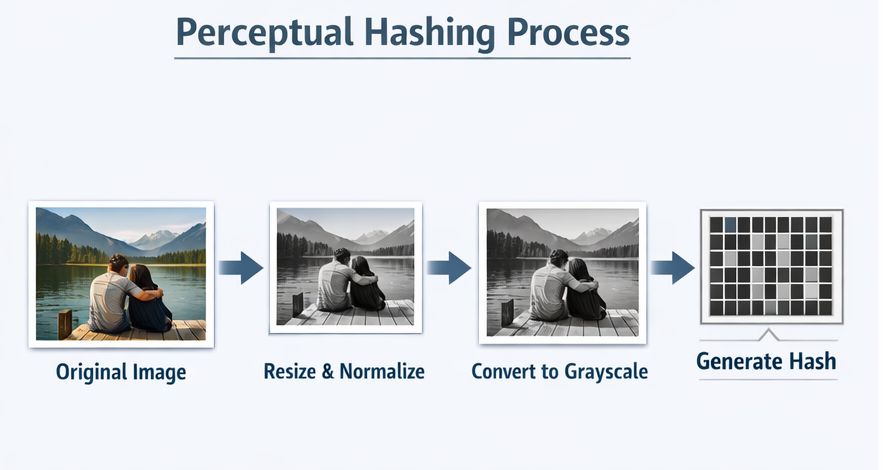 Perceptual Hashing Process
Original Image
Resize & Normalize
Convert to Grayscale
Generate Hash